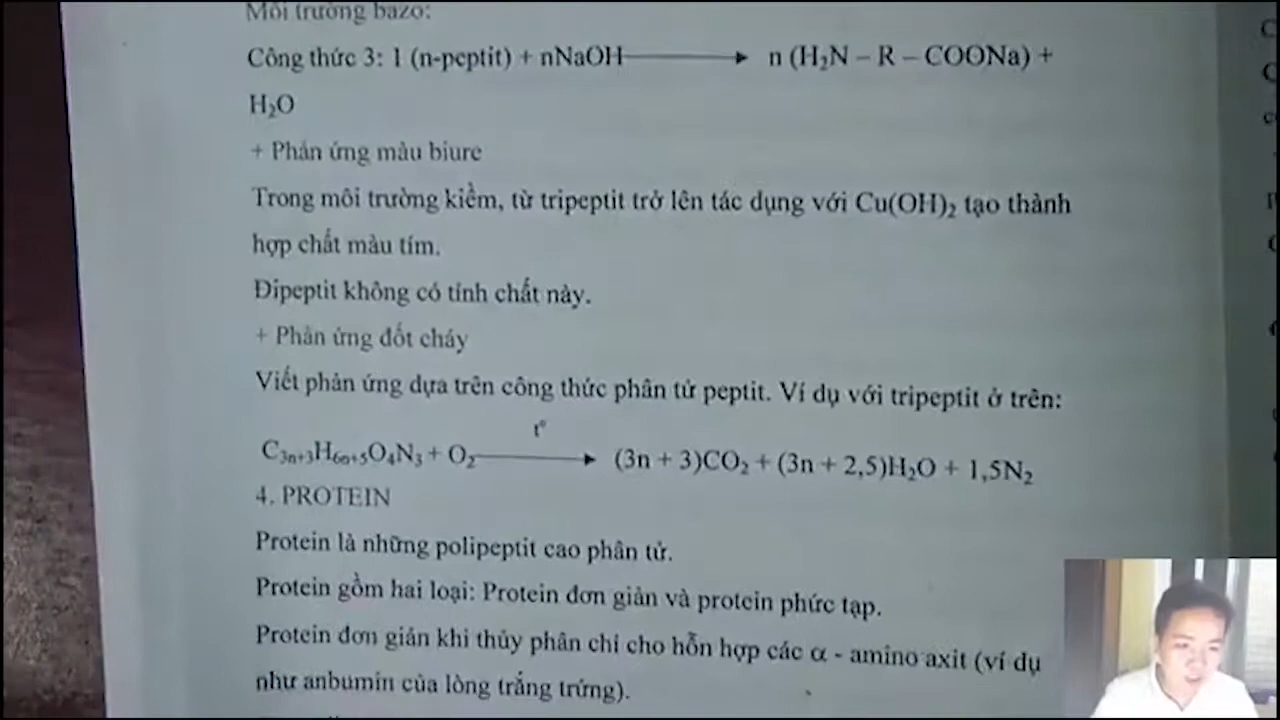 Môi trường bazơ:
Công thức 3: 1 (n-peptit) + nNaOH → n (H₂N – R – COONa) +
H₂O
+ Phản ứng màu biure
Trong môi trường kiềm, từ tripeptit trở lên tác dụng với Cu(OH)₂ tạo thành
hợp chất màu tím.
Đipeptit không có tính chất này.
+ Phản ứng đốt cháy
Viết phản ứng dựa trên công thức phân tử peptit. Ví dụ với tripeptit ở trên:
t°
C₃ₙ₊₃H₆ₙ₊₅O₄N₃ + O₂ → (3n + 3)CO₂ + (3n + 2,5)H₂O + 1,5N₂
4. PROTEIN
Protein là những polipeptit cao phân tử.
Protein gồm hai loại: Protein đơn giản và protein phức tạp.
Protein đơn giản khi thủy phân chỉ cho hỗn hợp các α - amino axit (ví dụ
như anbumin của lòng trắng trứng).